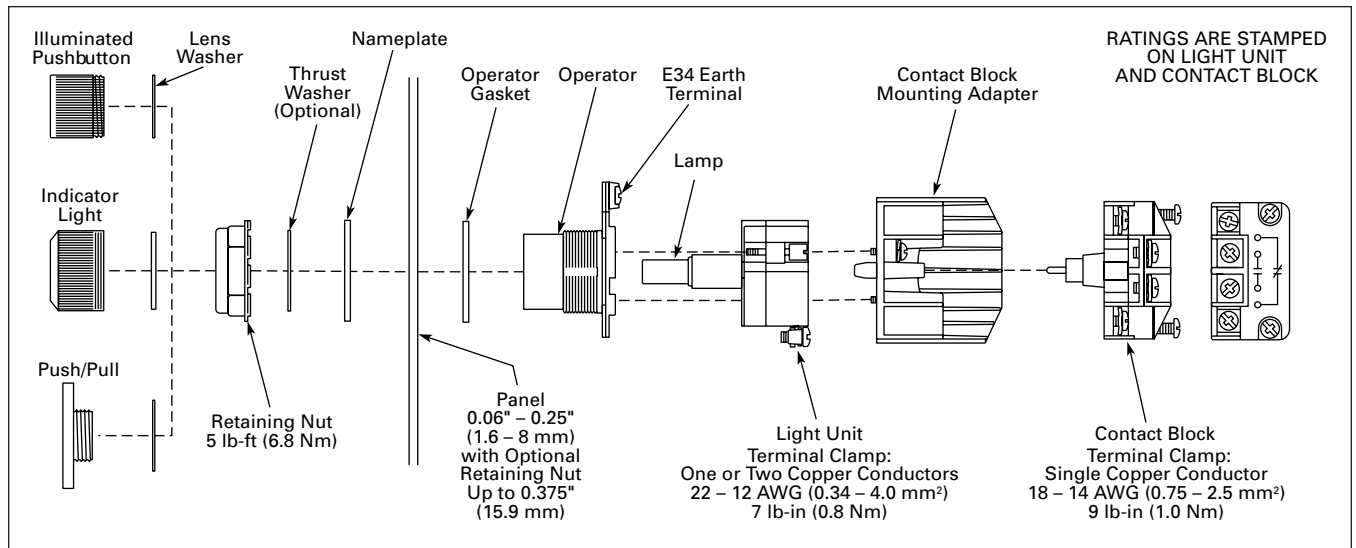 Illuminated
Pushbutton
Lens
Washer
Thrust
Washer
(Optional)
Nameplate
Operator
Gasket
Operator
E34 Earth
Terminal
Lamp
Contact Block
Mounting Adapter
RATINGS ARE STAMPED
ON LIGHT UNIT
AND CONTACT BLOCK
Indicator
Light
Push/Pull
Retaining Nut
5 lb-ft (6.8 Nm)
Panel
0.06" – 0.25"
(1.6 – 8 mm)
with Optional
Retaining Nut
Up to 0.375"
(15.9 mm)
Light Unit
Terminal Clamp:
One or Two Copper Conductors
22 – 12 AWG (0.34 – 4.0 mm²)
7 lb-in (0.8 Nm)
Contact Block
Terminal Clamp:
Single Copper Conductor
18 – 14 AWG (0.75 – 2.5 mm²)
9 lb-in (1.0 Nm)